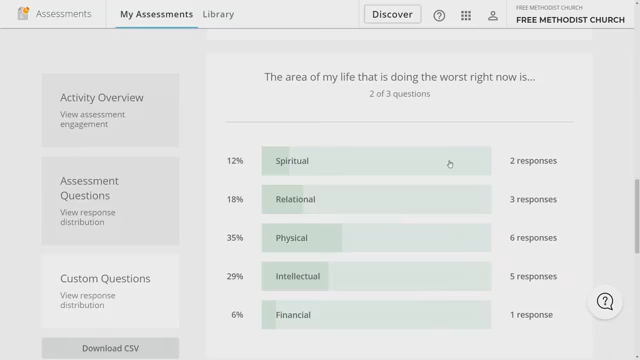 Assessments
My Assessments
Library
Discover
FREE METHODIST CHURCH
FREE METHODIST CHURCH
Activity Overview
View assessment
engagement
Assessment
Questions
View response
distribution
Custom Questions
View response
distribution
Download CSV
The area of my life that is doing the worst right now is...
2 of 3 questions
12% Spiritual 2 responses
18% Relational 3 responses
35% Physical 6 responses
29% Intellectual 5 responses
6% Financial 1 response